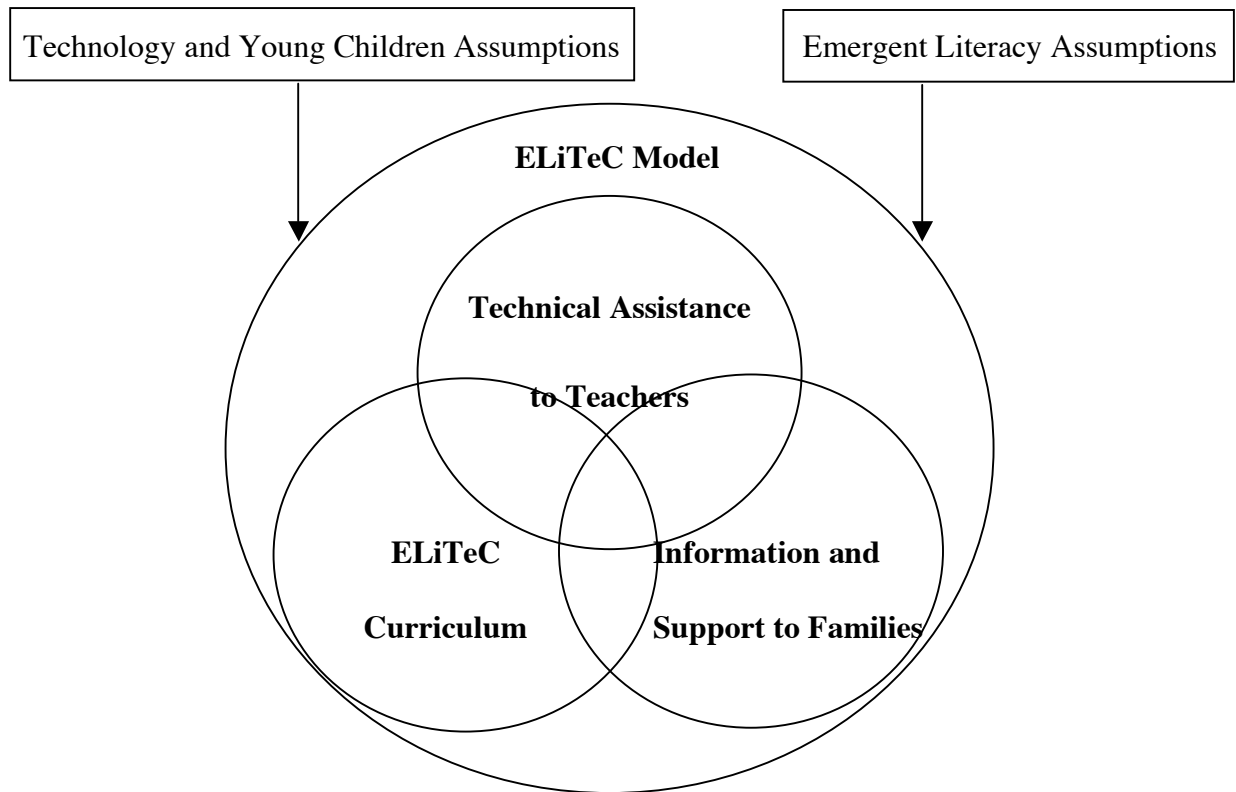 Technology and Young Children Assumptions
Emergent Literacy Assumptions
ELiTeC Model
Technical Assistance
to Teachers
ELiTeC
Curriculum
Information and
Support to Families